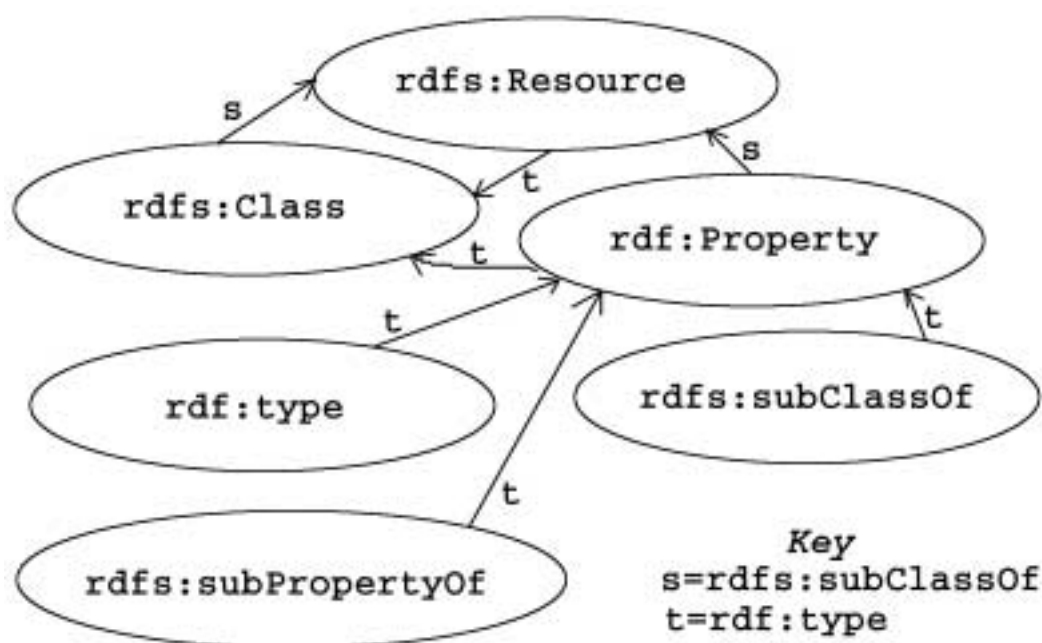 rdfs:Resource
s
s
t
rdfs:Class
rdf:Property
t
t
t
rdf:type
rdfs:subClassOf
t
rdfs:subPropertyOf
Key
s=rdfs:subClassOf
t=rdf:type